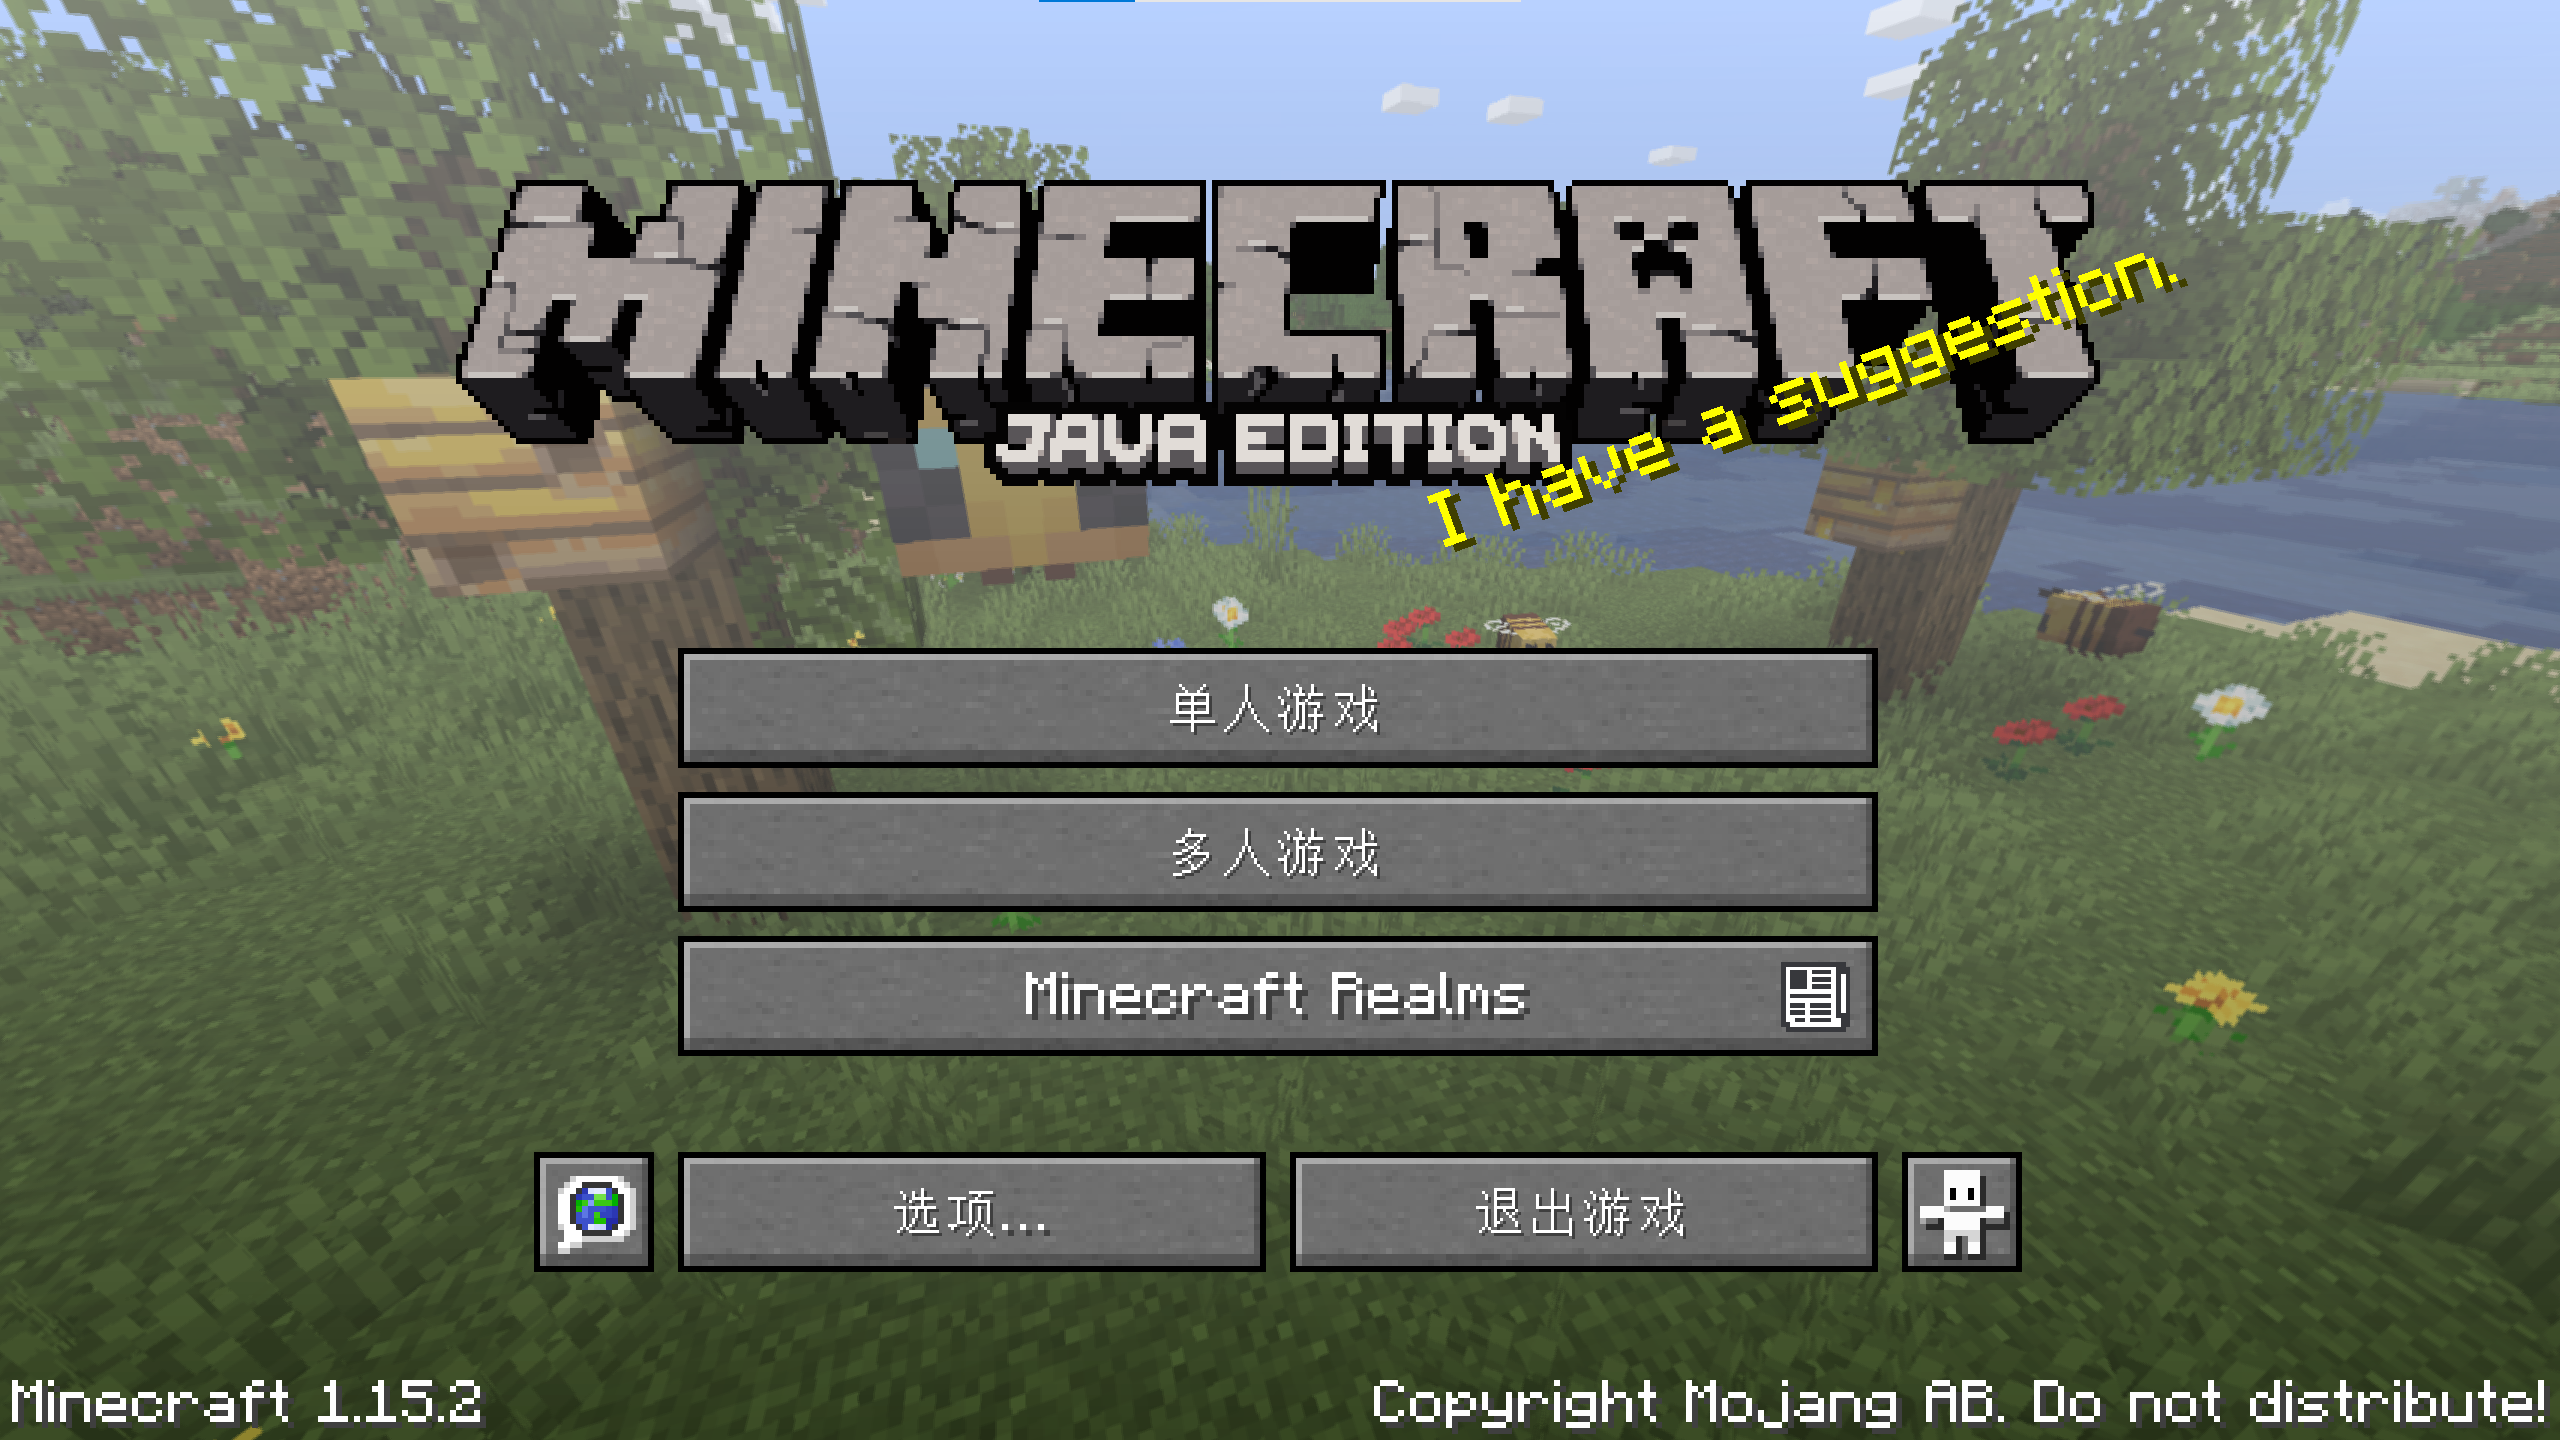 MINECRAFT
JAVA EDITION
I have a suggestion.
单人游戏
多人游戏
Minecraft Realms
选项...
退出游戏
Minecraft 1.15.2
Copyright Mojang AB. Do not distribute!